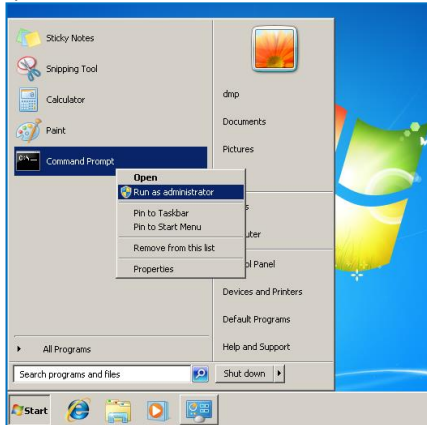 Sticky Notes
Snipping Tool
Calculator
Paint
Command Prompt
All Programs
Search programs and files
dmp
Documents
Pictures
Open
Run as administrator
Pin to Taskbar
Pin to Start Menu
Remove from this list
Properties
Devices and Printers
Default Programs
Help and Support
Shut down
Start